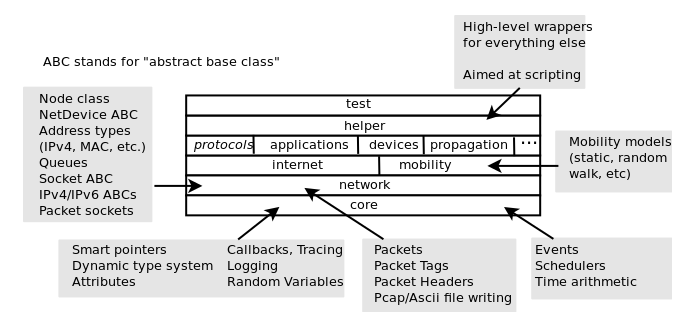 High-level wrappers
for everything else
Aimed at scripting
ABC stands for "abstract base class"
Node class
NetDevice ABC
Address types
(IPv4, MAC, etc.)
Queues
Socket ABC
IPv4/IPv6 ABCs
Packet sockets
test
helper
protocols applications devices propagation ...
internet mobility
network
core
Mobility models
(static, random
walk, etc)
Smart pointers
Dynamic type system
Attributes
Callbacks, Tracing
Logging
Random Variables
Packets
Packet Tags
Packet Headers
Pcap/Ascii file writing
Events
Schedulers
Time arithmetic